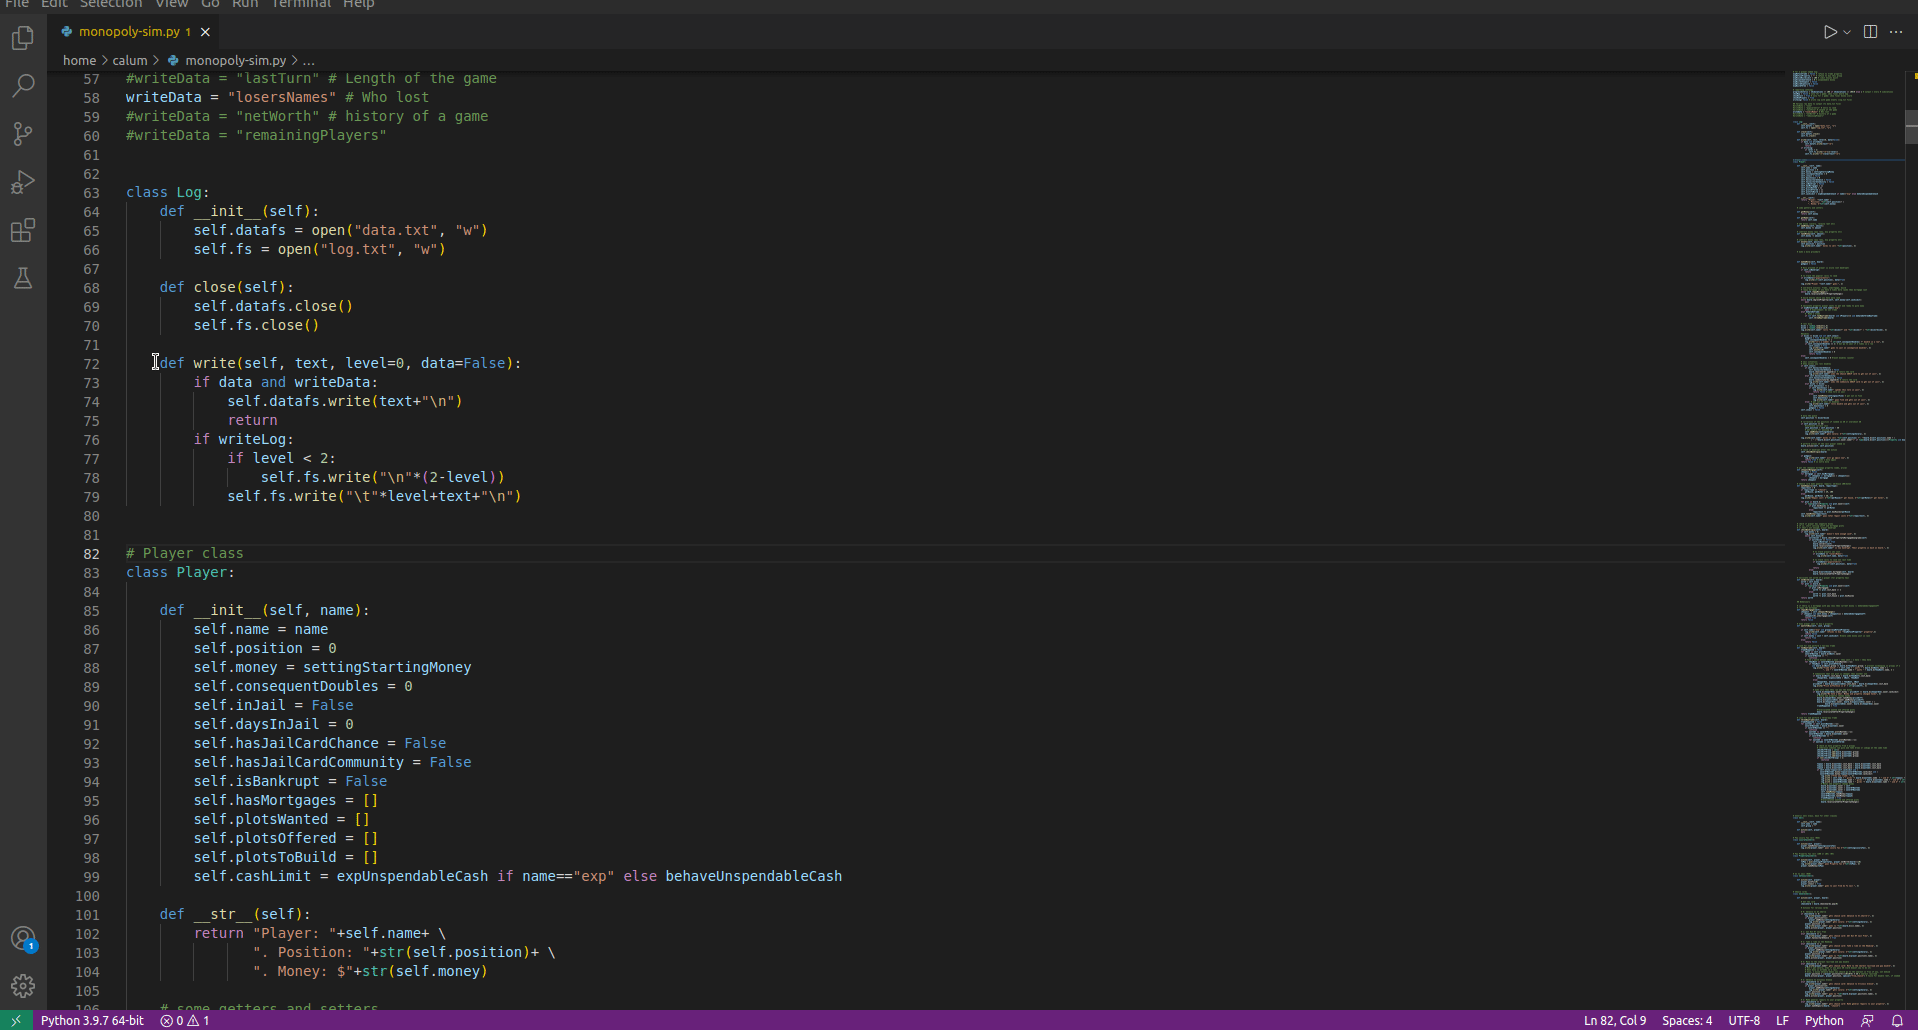 File Edit Selection View Go Run Terminal Help
monopoly-sim.py 1
home > calum > monopoly-sim.py > ...
57 #writeData = "lastTurn" # Length of the game
58 writeData = "losersNames" # Who lost
59 #writeData = "netWorth" # history of a game
60 #writeData = "remainingPlayers"
61
62
63 class Log:
64     def __init__(self):
65         self.datafs = open("data.txt", "w")
66         self.fs = open("log.txt", "w")
67
68     def close(self):
69         self.datafs.close()
70         self.fs.close()
71
72     def write(self, text, level=0, data=False):
73         if data and writeData:
74             self.datafs.write(text+"\n")
75             return
76         if writeLog:
77             if level < 2:
78                 self.fs.write("\n"*(2-level))
79             self.fs.write("\t"*level+text+"\n")
80
81
82 # Player class
83 class Player:
84
85     def __init__(self, name):
86         self.name = name
87         self.position = 0
88         self.money = settingStartingMoney
89         self.consequentDoubles = 0
90         self.inJail = False
91         self.daysInJail = 0
92         self.hasJailCardChance = False
93         self.hasJailCardCommunity = False
94         self.isBankrupt = False
95         self.hasMortgages = []
96         self.plotsWanted = []
97         self.plotsOffered = []
98         self.plotsToBuild = []
99         self.cashLimit = expUnspendableCash if name=="exp" else behaveUnspendableCash
100
101     def __str__(self):
102         return "Player: "+self.name+ \
103                ". Position: "+str(self.position)+ \
104                ". Money: $"+str(self.money)
105
106     # some getters and setters
1
Python 3.9.7 64-bit 0 1 Ln 82, Col 9 Spaces: 4 UTF-8 LF Python